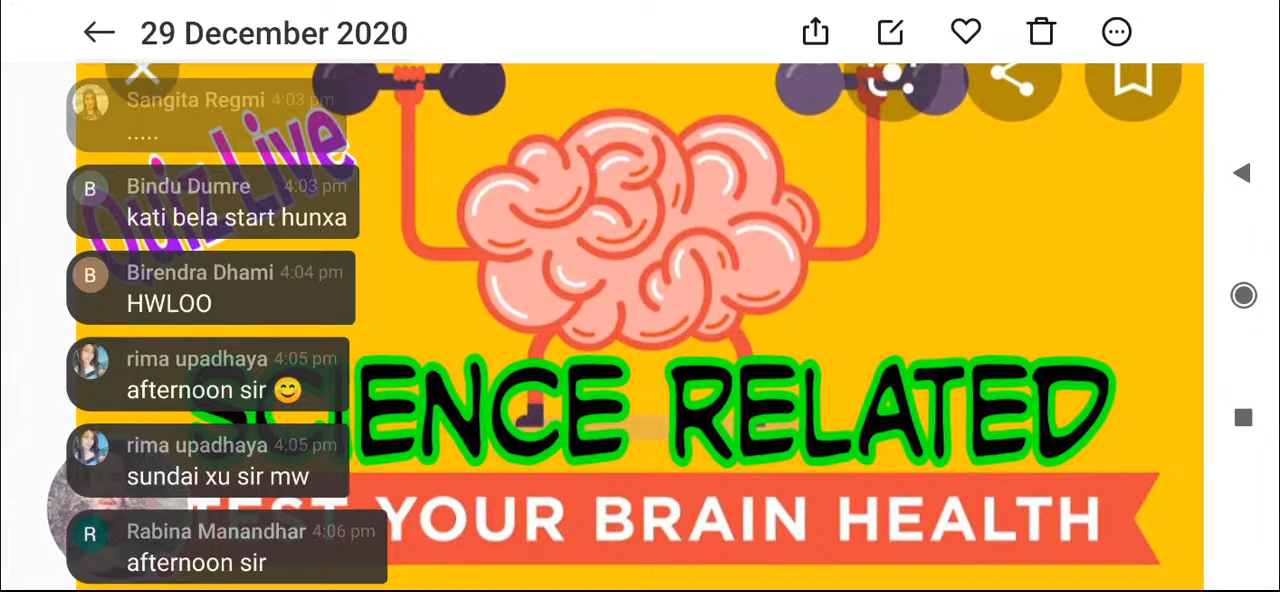 29 December 2020
Sangita Regmi 4:03 pm
.....
Quiz Live
B Bindu Dumre 4:03 pm
kati bela start hunxa
B Birendra Dhami 4:04 pm
HWLOO
rima upadhaya 4:05 pm
afternoon sir 😊
SCIENCE RELATED
rima upadhaya 4:05 pm
sundai xu sir mw
TEST YOUR BRAIN HEALTH
R Rabina Manandhar 4:06 pm
afternoon sir